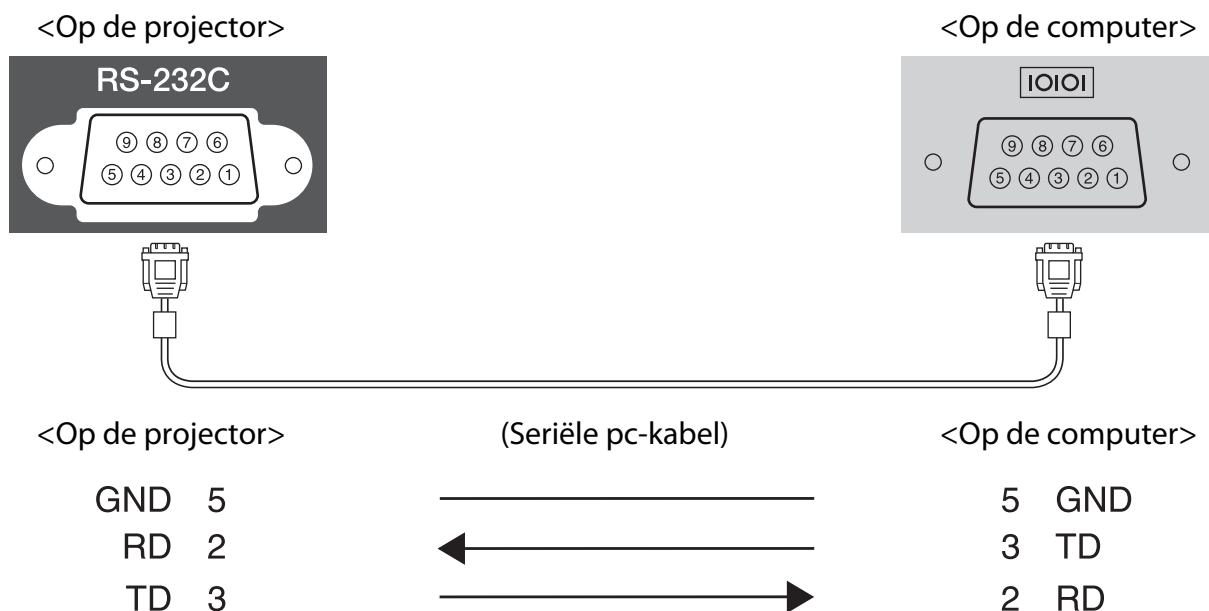 <Op de projector> <Op de computer>
RS-232C IOIOI
9 8 7 6 9 8 7 6
5 4 3 2 1 5 4 3 2 1
<Op de projector> (Seriële pc-kabel) <Op de computer>
GND 5 5 GND
RD 2 3 TD
TD 3 2 RD